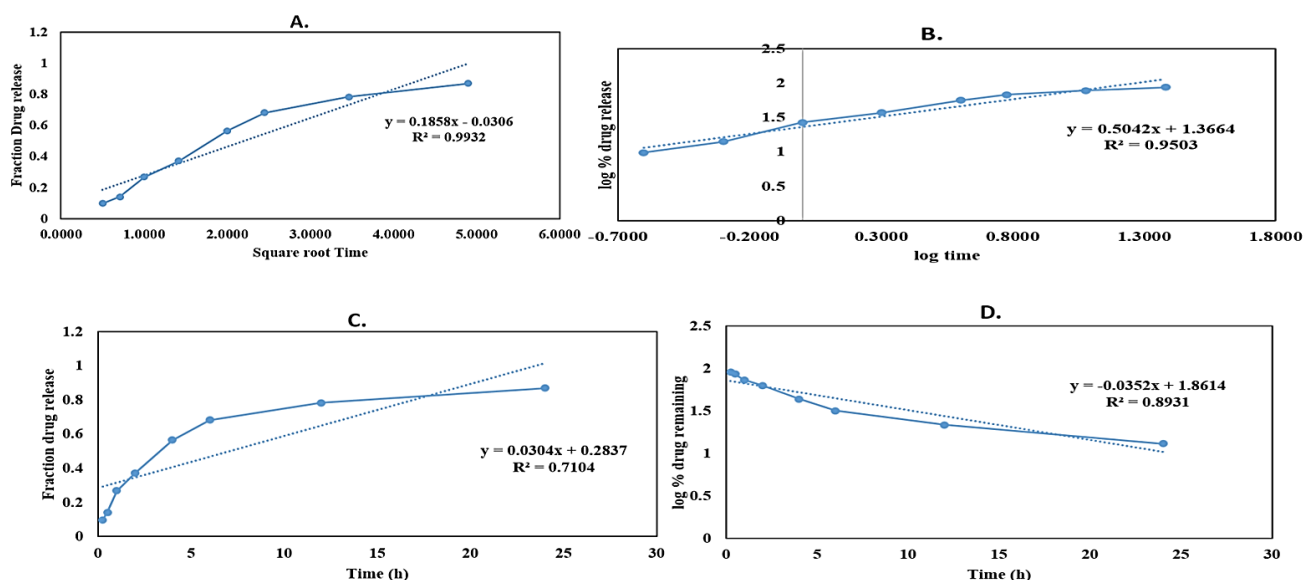 A.
1.2
1
0.8
0.6
0.4
0.2
0
Fraction Drug release
y = 0.1858x - 0.0306
R² = 0.9932
0.0000 1.0000 2.0000 3.0000 4.0000 5.0000 6.0000
Square root Time
B.
2.5
2
1.5
1
0.5
0
log % drug release
y = 0.5042x + 1.3664
R² = 0.9503
-0.7000 -0.2000 0.3000 0.8000 1.3000 1.8000
log time
C.
1.2
1
0.8
0.6
0.4
0.2
0
Fraction drug release
y = 0.0304x + 0.2837
R² = 0.7104
0 5 10 15 20 25 30
Time (h)
D.
2.5
2
1.5
1
0.5
0
log % drug remaining
y = -0.0352x + 1.8614
R² = 0.8931
0 5 10 15 20 25 30
Time (h)